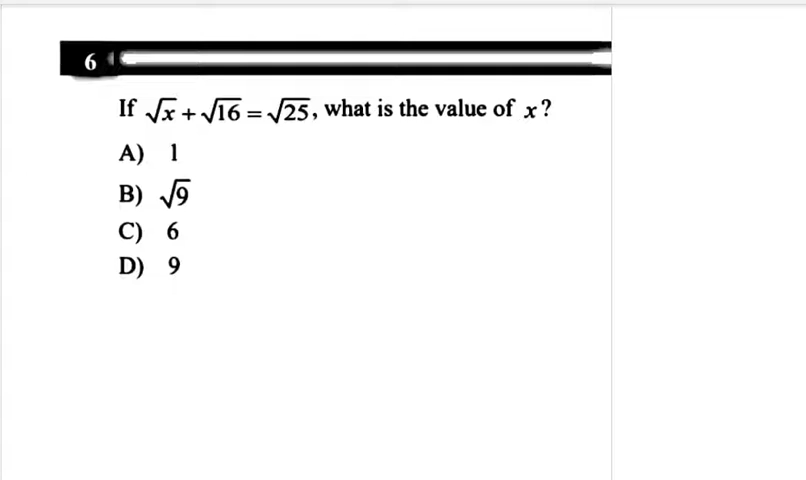 6
If √x + √16 = √25, what is the value of x?
A) 1
B) √9
C) 6
D) 9